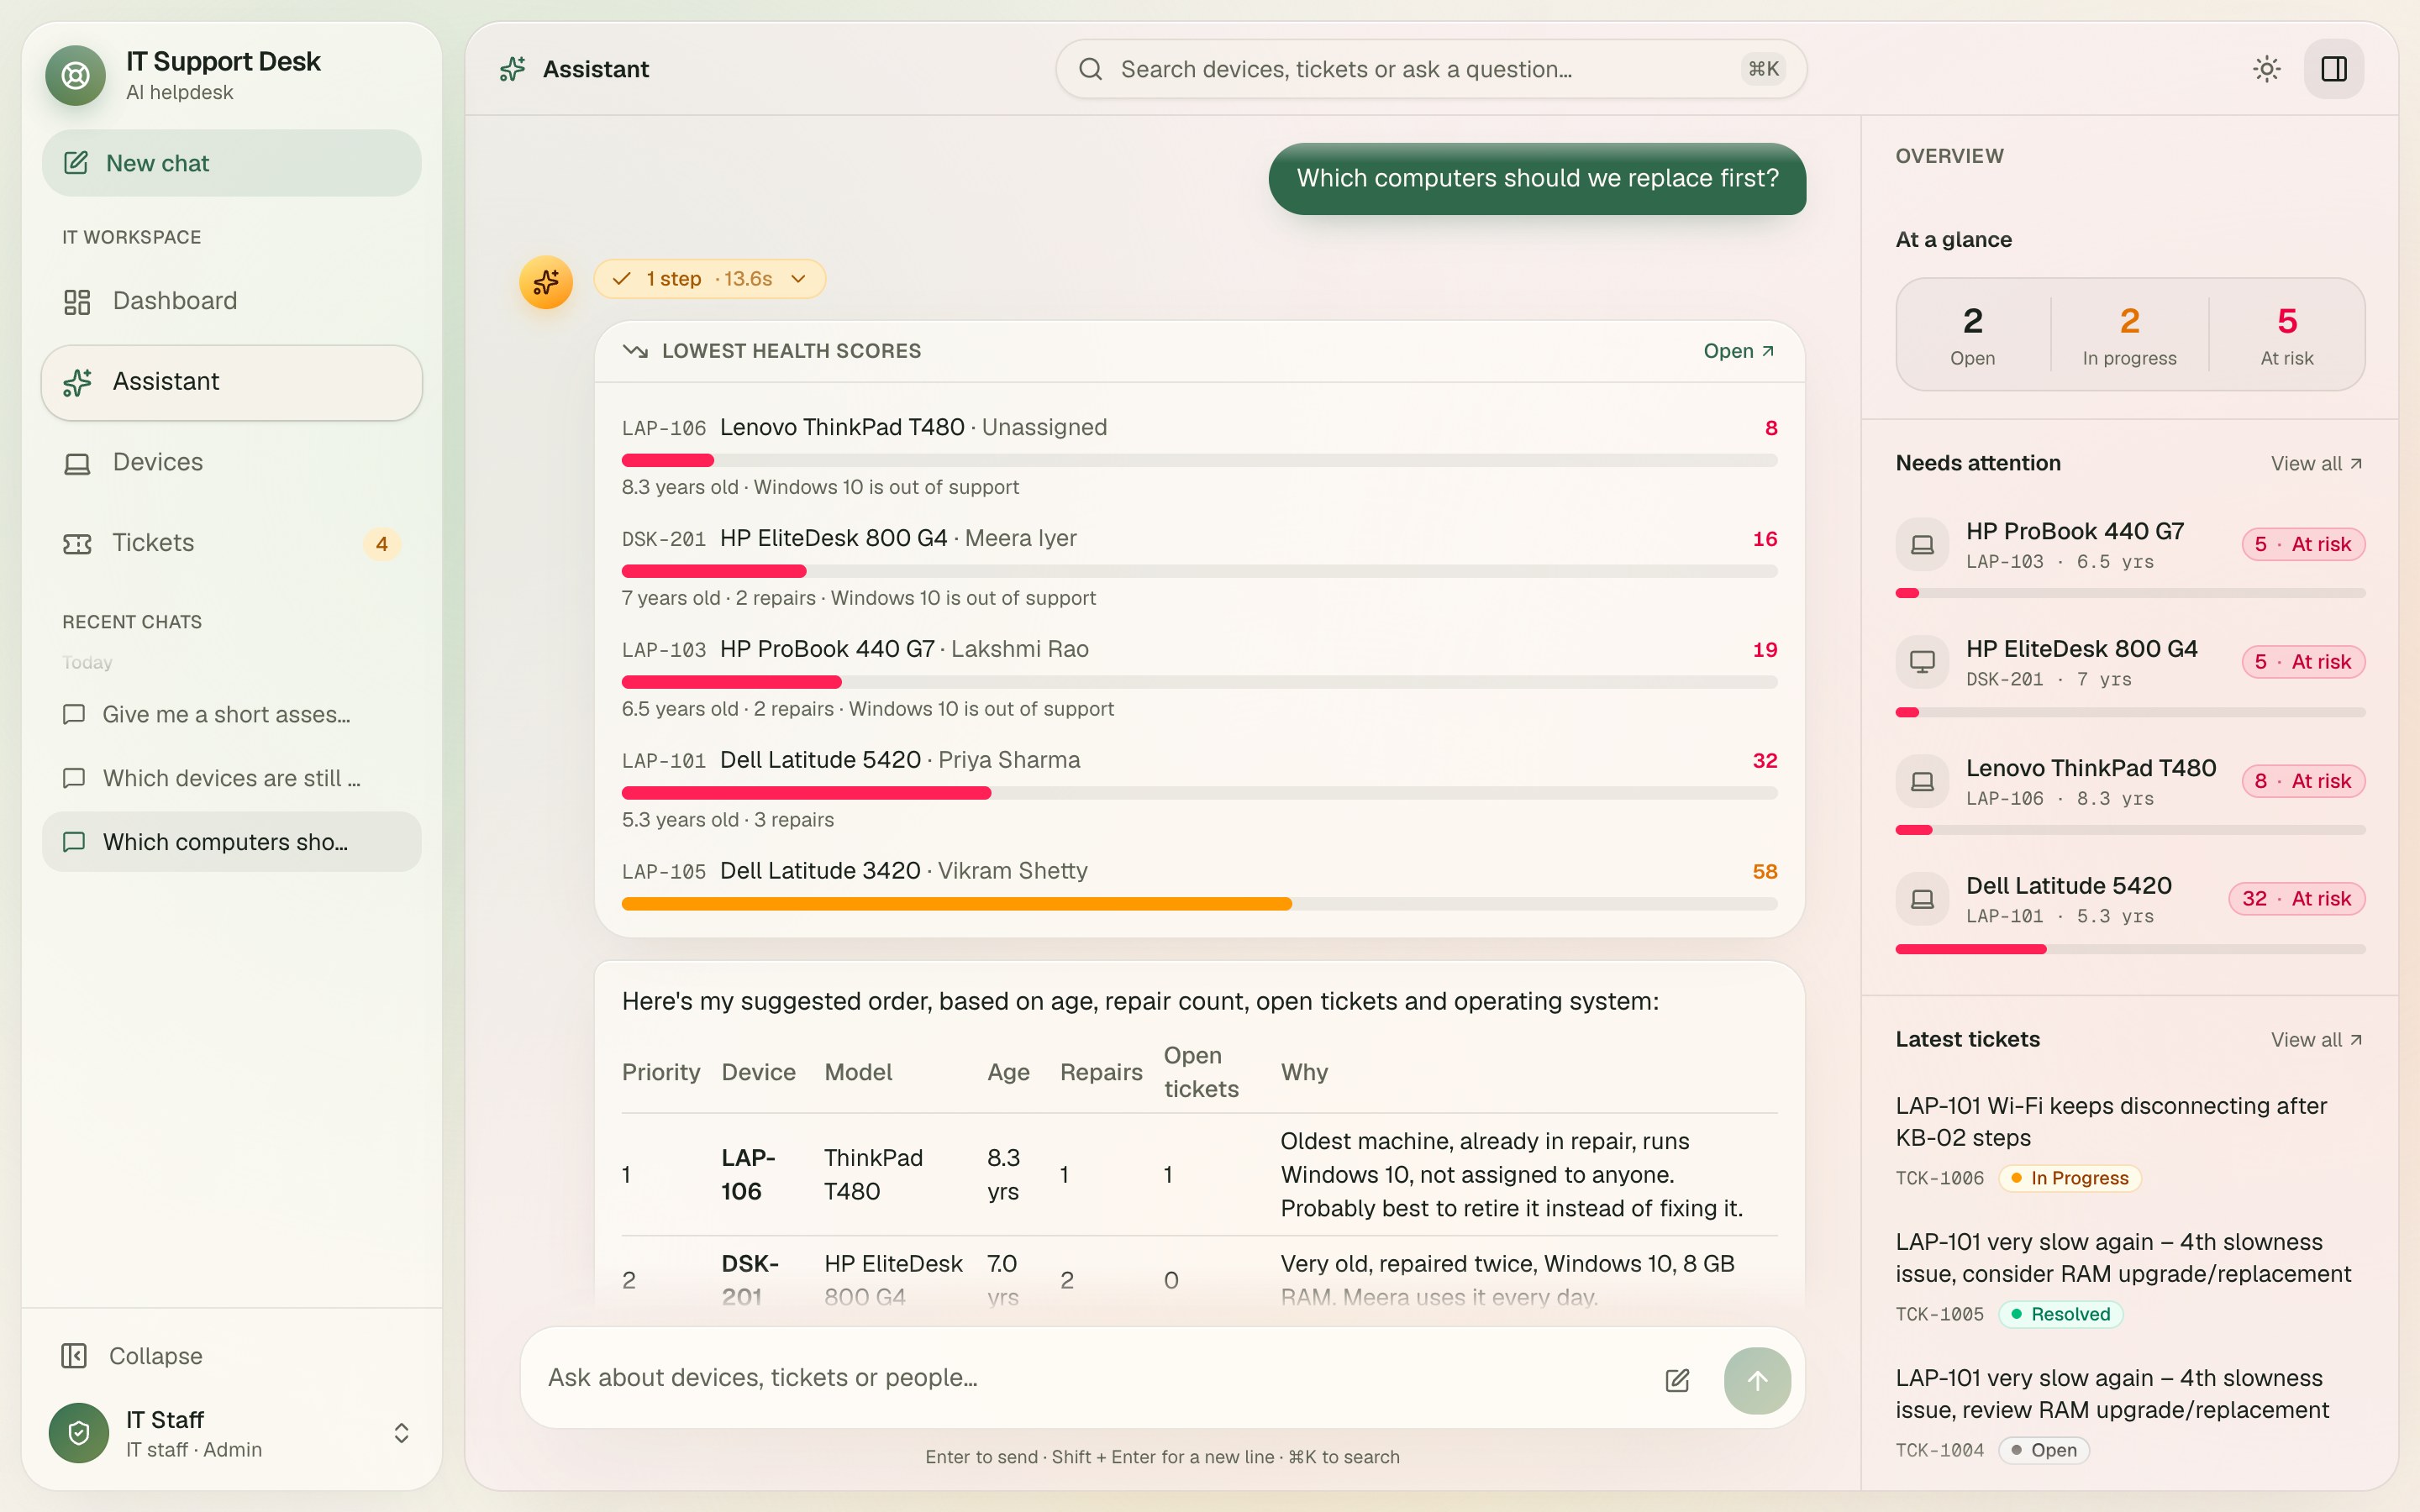 IT Support Desk
AI helpdesk
New chat
IT WORKSPACE
Dashboard
Assistant
Devices
Tickets 4
RECENT CHATS
Today
Give me a short asses...
Which devices are still ...
Which computers sho...
Collapse
IT Staff
IT staff · Admin
Assistant
Search devices, tickets or ask a question... ⌘K
Which computers should we replace first?
1 step · 13.6s
LOWEST HEALTH SCORES Open
LAP-106 Lenovo ThinkPad T480 · Unassigned 8
8.3 years old · Windows 10 is out of support
DSK-201 HP EliteDesk 800 G4 · Meera Iyer 16
7 years old · 2 repairs · Windows 10 is out of support
LAP-103 HP ProBook 440 G7 · Lakshmi Rao 19
6.5 years old · 2 repairs · Windows 10 is out of support
LAP-101 Dell Latitude 5420 · Priya Sharma 32
5.3 years old · 3 repairs
LAP-105 Dell Latitude 3420 · Vikram Shetty 58
Here's my suggested order, based on age, repair count, open tickets and operating system:
Priority Device Model Age Repairs Open tickets Why
1 LAP-106 ThinkPad T480 8.3 yrs 1 1 Oldest machine, already in repair, runs
Windows 10, not assigned to anyone.
Probably best to retire it instead of fixing it.
2 DSK-201 HP EliteDesk 800 G4 7.0 yrs 2 0 Very old, repaired twice, Windows 10, 8 GB
RAM. Meera uses it every day.
Ask about devices, tickets or people...
Enter to send · Shift + Enter for a new line · ⌘K to search
OVERVIEW
At a glance
2 2 5
Open In progress At risk
Needs attention View all
HP ProBook 440 G7 5 · At risk
LAP-103 · 6.5 yrs
HP EliteDesk 800 G4 5 · At risk
DSK-201 · 7 yrs
Lenovo ThinkPad T480 8 · At risk
LAP-106 · 8.3 yrs
Dell Latitude 5420 32 · At risk
LAP-101 · 5.3 yrs
Latest tickets View all
LAP-101 Wi-Fi keeps disconnecting after
KB-02 steps
TCK-1006 In Progress
LAP-101 very slow again – 4th slowness
issue, consider RAM upgrade/replacement
TCK-1005 Resolved
LAP-101 very slow again – 4th slowness
issue, review RAM upgrade/replacement
TCK-1004 Open